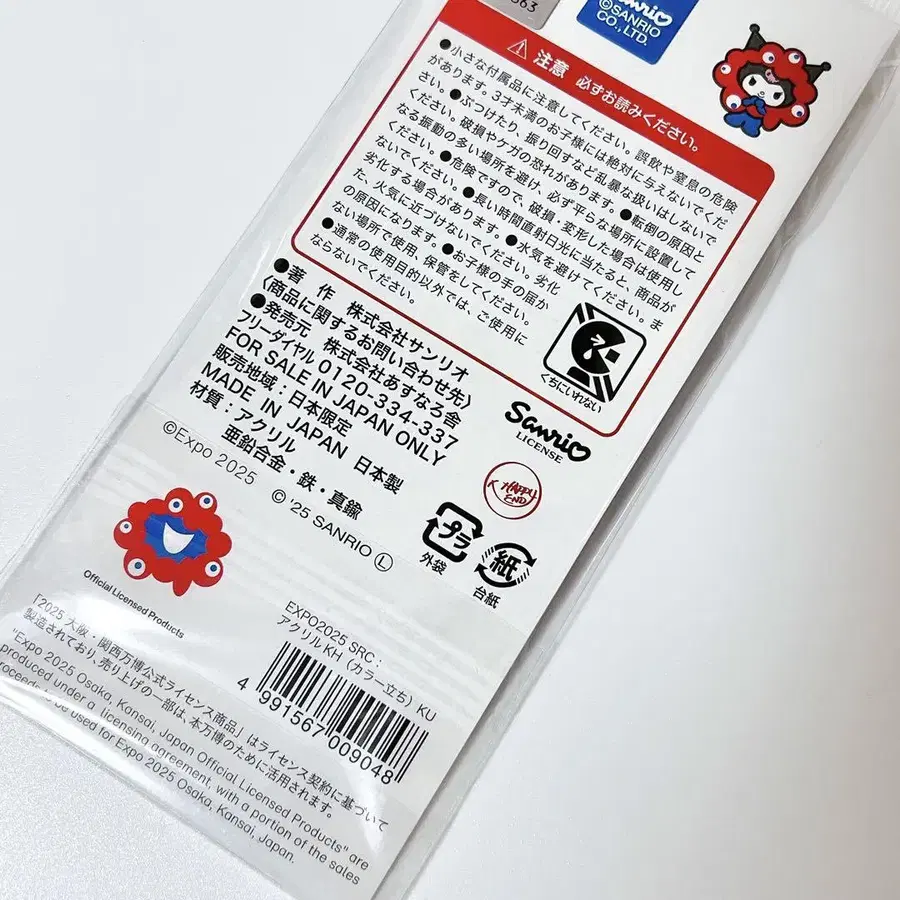 863
Sanrio
©SANRIO
CO., LTD.
注意 必ずお読みください。
●小さな付属品に注意してください。誤飲や窒息の危険
があります。3才未満のお子様には絶対に与えないでくだ
さい。●ぶつけたり、振り回すなど乱暴な扱いはしないで
ください。破損やケガの恐れがあります。●転倒の原因と
なる振動の多い場所を避け、必ず平らな場所に設置して
ください。●危険ですので、破損・変形した場合は使用し
ないでください。●長い時間直射日光に当たると、商品が
劣化する場合があります。●水気を避けてください。ま
た、火気に近づけないでください。劣化
の原因になります。●お子様の手の届か
ない場所で使用、保管をしてください。
●通常の使用目的以外では、ご使用に
ならないでください。
くちにいれない
●著 作 株式会社サンリオ
〈商品に関するお問い合わせ先〉
●発売元 株式会社あすなろ舎
フリーダイヤル 0120-334-337
FOR SALE IN JAPAN ONLY
販売地域：日本限定
MADE IN JAPAN 日本製
材質：アクリル
亜鉛合金・鉄・真鍮
©Expo 2025 © '25 SANRIO Ⓛ
Sanrio
LICENSE
K HAPPY
END
プラ
外袋
紙
台紙
Official Licensed Products
EXPO2025 SRC：
アクリルKH（カラー立ち）KU
4 991567 009048
「2025 大阪・関西万博公式ライセンス商品」はライセンス契約に基づいて
製造されており、売り上げの一部は、本万博のために活用されます。
"Expo 2025 Osaka, Kansai, Japan Official Licensed Products" are
produced under a licensing agreement, with a portion of the sales
proceeds to be used for Expo 2025 Osaka, Kansai, Japan.